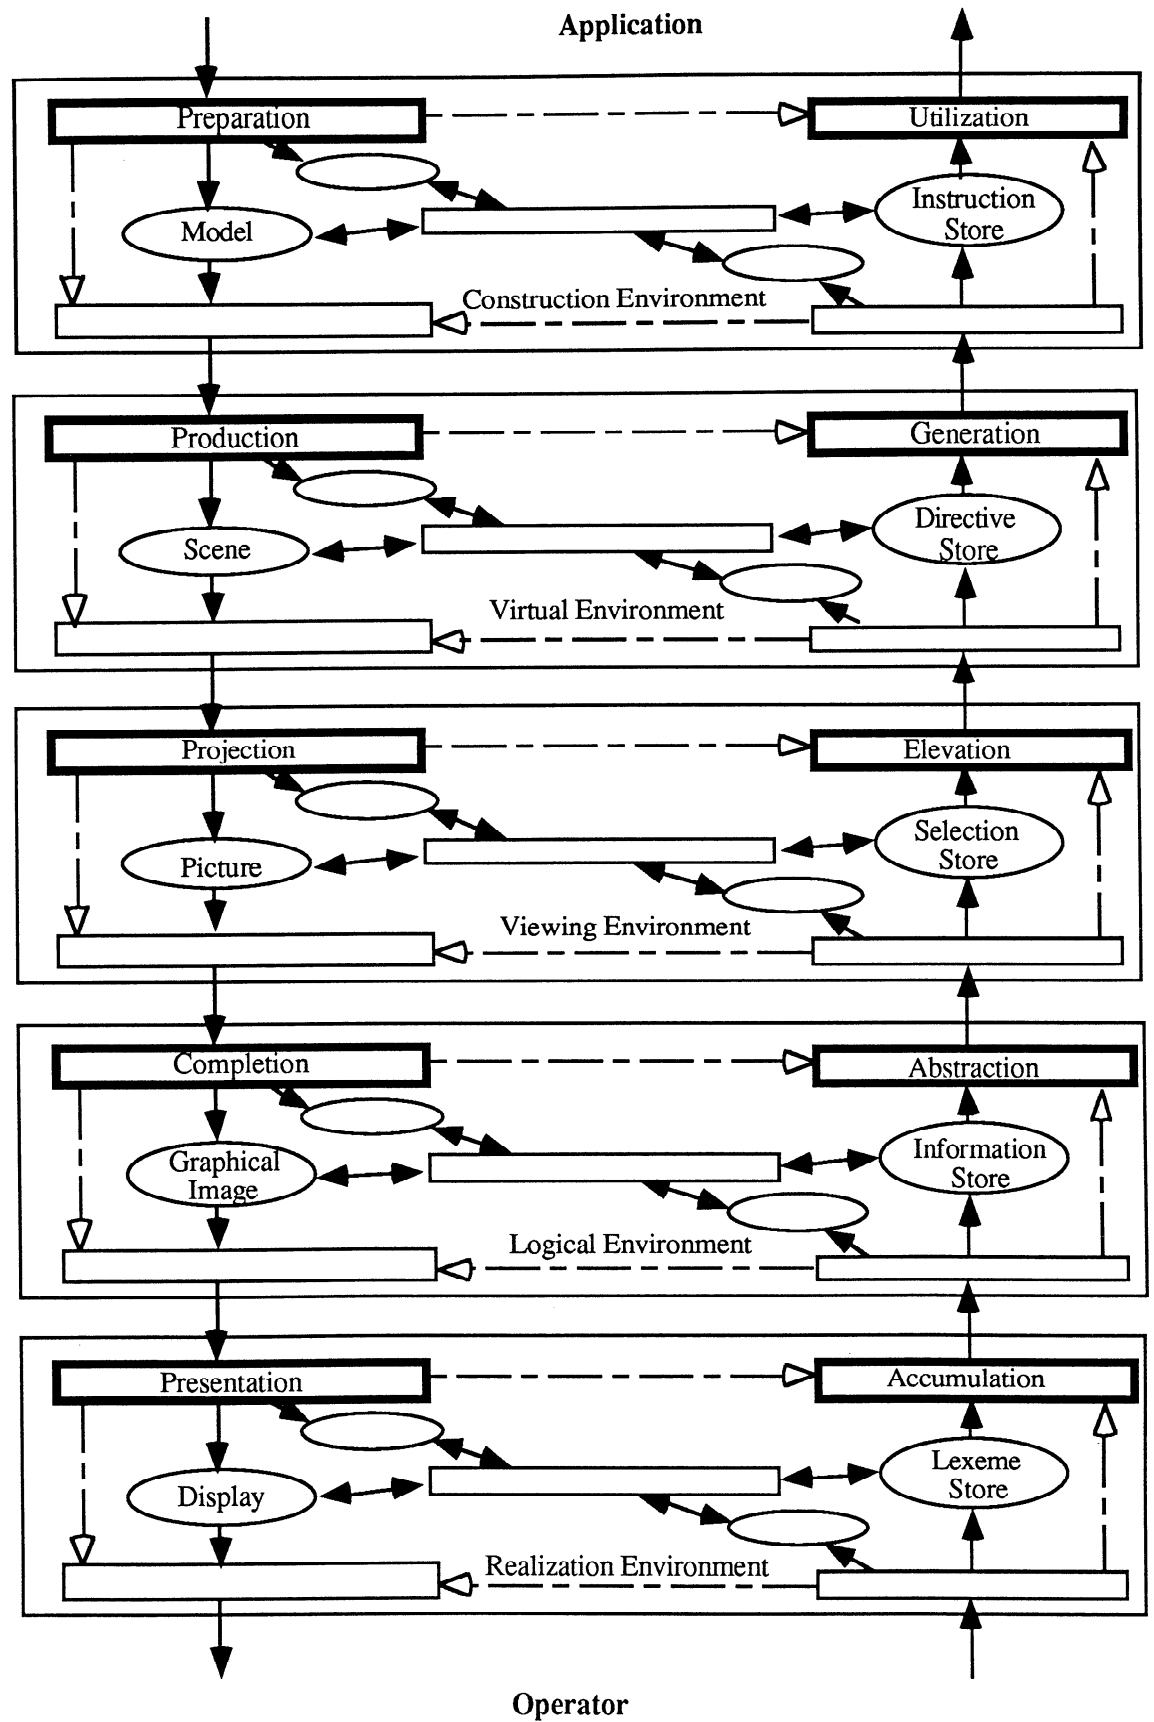 Application
Preparation
Utilization
Instruction
Store
Model
Construction Environment
Production
Generation
Directive
Store
Scene
Virtual Environment
Projection
Elevation
Selection
Store
Picture
Viewing Environment
Completion
Abstraction
Information
Store
Graphical
Image
Logical Environment
Presentation
Accumulation
Lexeme
Store
Display
Realization Environment
Operator